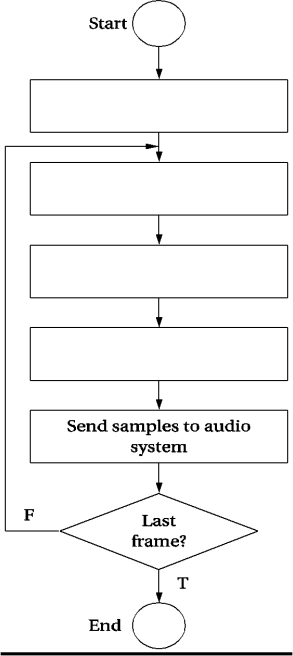 Start
Send samples to audio
system
F
Last
frame?
T
End